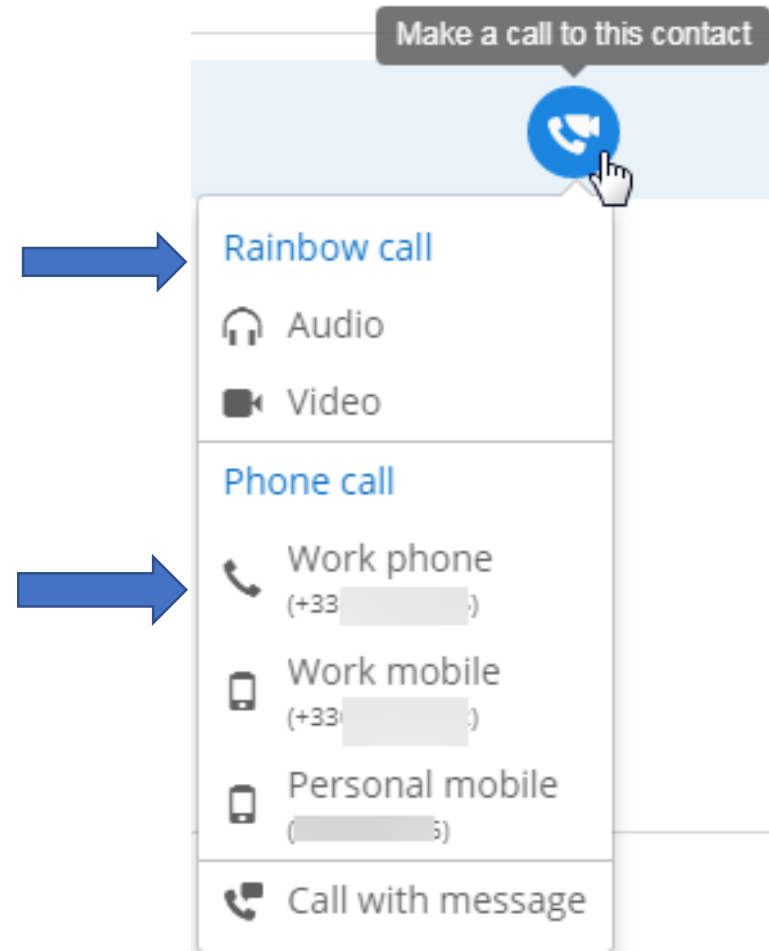 Make a call to this contact
Rainbow call
Audio
Video
Phone call
Work phone
(+33 )
Work mobile
(+33 )
Personal mobile
( )
Call with message